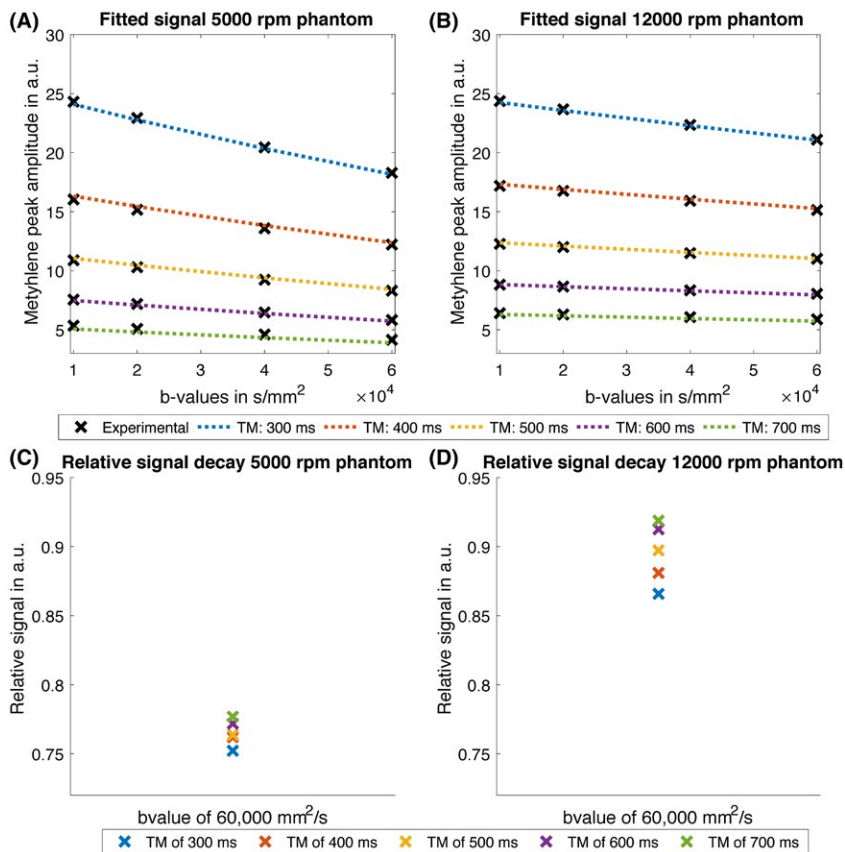 (A) Fitted signal 5000 rpm phantom
30
25
20
15
10
5
Metyhlene peak amplitude in a.u.
1 2 3 4 5 6
×10⁴
b-values in s/mm²
(B) Fitted signal 12000 rpm phantom
30
25
20
15
10
5
Metyhlene peak amplitude in a.u.
1 2 3 4 5 6
×10⁴
b-values in s/mm²
Experimental TM: 300 ms TM: 400 ms TM: 500 ms TM: 600 ms TM: 700 ms
(C) Relative signal decay 5000 rpm phantom
0.95
0.9
0.85
0.8
0.75
Relative signal in a.u.
bvalue of 60,000 mm²/s
(D) Relative signal decay 12000 rpm phantom
0.95
0.9
0.85
0.8
0.75
Relative signal in a.u.
bvalue of 60,000 mm²/s
TM of 300 ms TM of 400 ms TM of 500 ms TM of 600 ms TM of 700 ms